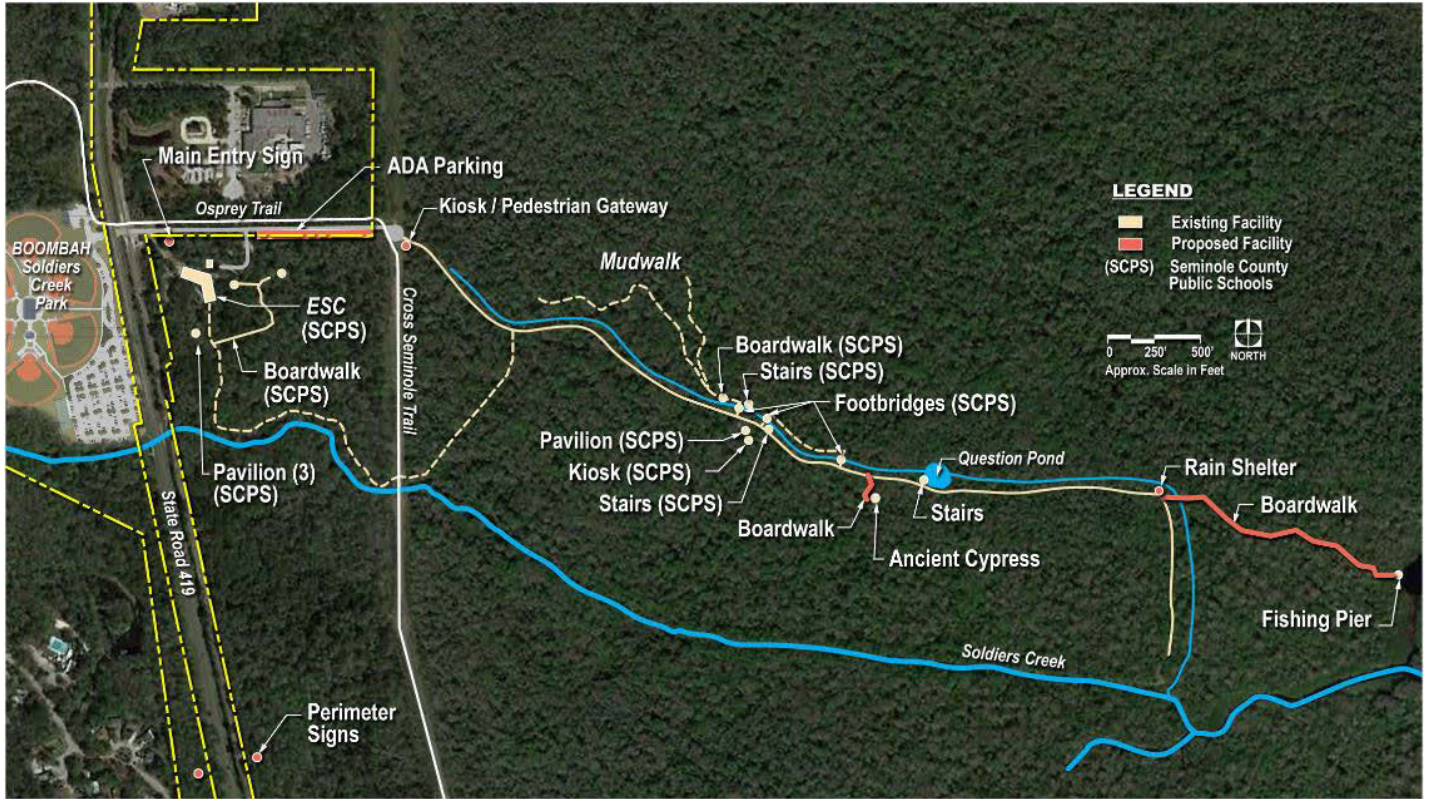 Main Entry Sign
ADA Parking
Osprey Trail
Kiosk / Pedestrian Gateway
BOOMBAH
Soldiers
Creek
Park
ESC
(SCPS)
Boardwalk
(SCPS)
Pavilion (3)
(SCPS)
State Road 419
Cross Seminole Trail
Mudwalk
Boardwalk (SCPS)
Stairs (SCPS)
Footbridges (SCPS)
Pavilion (SCPS)
Kiosk (SCPS)
Stairs (SCPS)
Boardwalk
Ancient Cypress
Question Pond
Stairs
Rain Shelter
Boardwalk
Fishing Pier
Soldiers Creek
Perimeter
Signs
LEGEND
Existing Facility
Proposed Facility
(SCPS) Seminole County
Public Schools
0 250' 500'
Approx. Scale in Feet
NORTH